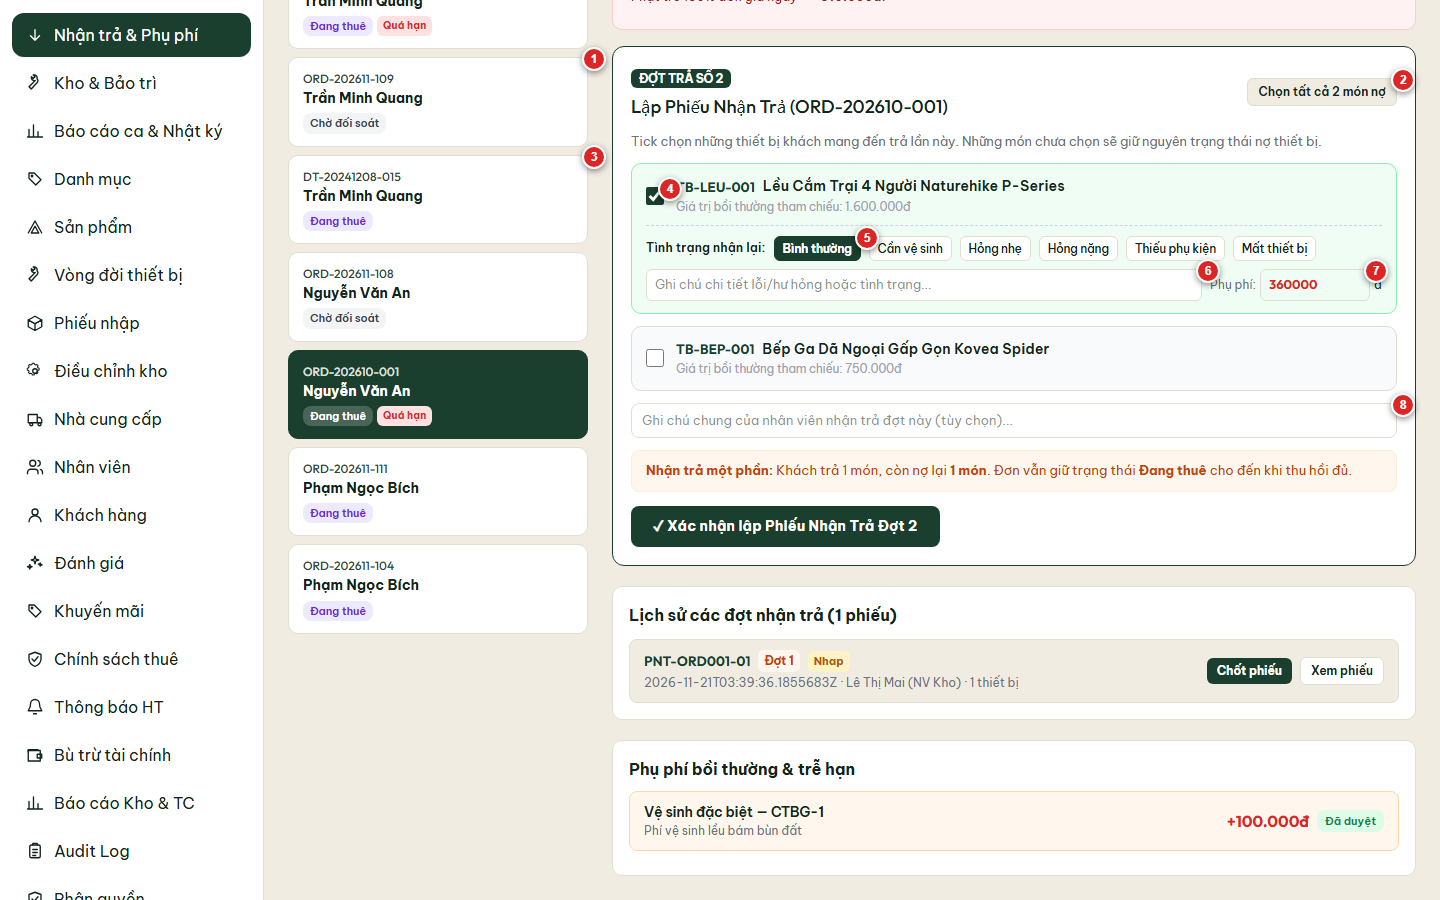 Nhận trả & Phụ phí
Kho & Bảo trì
Báo cáo ca & Nhật ký
Danh mục
Sản phẩm
Vòng đời thiết bị
Phiếu nhập
Điều chỉnh kho
Nhà cung cấp
Nhân viên
Khách hàng
Đánh giá
Khuyến mãi
Chính sách thuê
Thông báo HT
Bù trừ tài chính
Báo cáo Kho & TC
Audit Log
Phân quyền
Trần Minh Quang
Đang thuê Quá hạn
1
ORD-202611-109
Trần Minh Quang
Chờ đối soát
3
DT-20241208-015
Trần Minh Quang
Đang thuê
ORD-202611-108
Nguyễn Văn An
Chờ đối soát
ORD-202610-001
Nguyễn Văn An
Đang thuê Quá hạn
ORD-202611-111
Phạm Ngọc Bích
Đang thuê
ORD-202611-104
Phạm Ngọc Bích
Đang thuê
ĐỢT TRẢ SỐ 2
Lập Phiếu Nhận Trả (ORD-202610-001)
Chọn tất cả 2 món nợ
2
Tick chọn những thiết bị khách mang đến trả lần này. Những món chưa chọn sẽ giữ nguyên trạng thái nợ thiết bị.
4
TB-LEU-001 Lều Cắm Trại 4 Người Naturehike P-Series
Giá trị bồi thường tham chiếu: 1.600.000đ
5
Tình trạng nhận lại: Bình thường Cần vệ sinh Hỏng nhẹ Hỏng nặng Thiếu phụ kiện Mất thiết bị
6
7
Ghi chú chi tiết lỗi/hư hỏng hoặc tình trạng... Phụ phí: 360000 đ
TB-BEP-001 Bếp Ga Dã Ngoại Gấp Gọn Kovea Spider
Giá trị bồi thường tham chiếu: 750.000đ
8
Ghi chú chung của nhân viên nhận trả đợt này (tùy chọn)...
Nhận trả một phần: Khách trả 1 món, còn nợ lại 1 món. Đơn vẫn giữ trạng thái Đang thuê cho đến khi thu hồi đủ.
✓ Xác nhận lập Phiếu Nhận Trả Đợt 2
Lịch sử các đợt nhận trả (1 phiếu)
PNT-ORD001-01 Đợt 1 Nhap
2026-11-21T03:39:36.1855683Z · Lê Thị Mai (NV Kho) · 1 thiết bị
Chốt phiếu Xem phiếu
Phụ phí bồi thường & trễ hạn
Vệ sinh đặc biệt — CTBG-1
Phí vệ sinh lều bám bùn đất
+100.000đ Đã duyệt